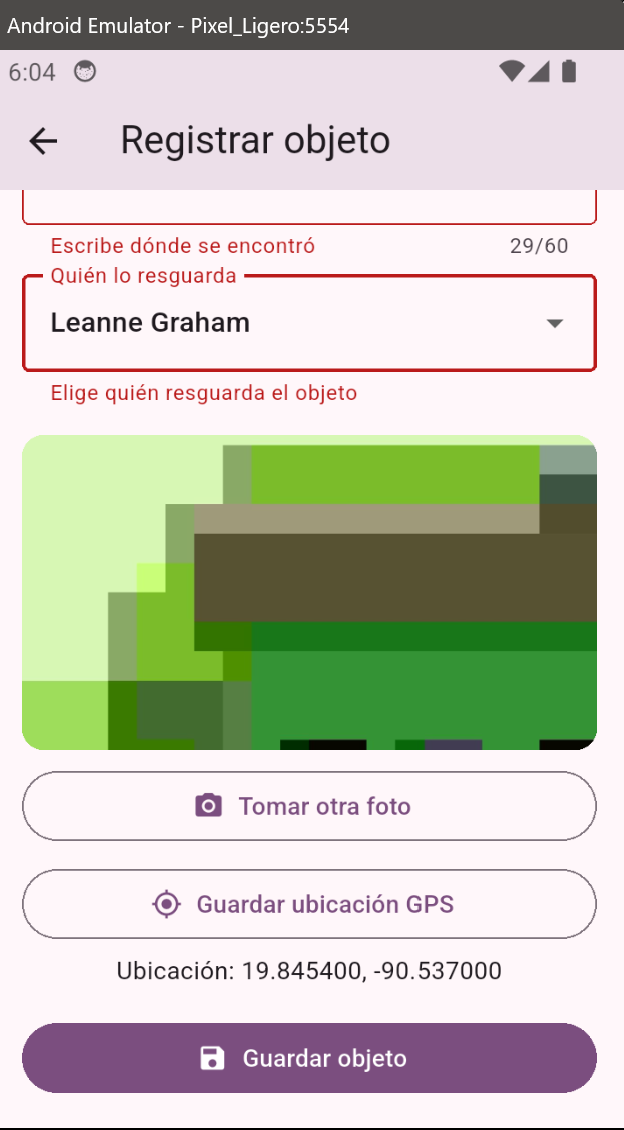 Android Emulator - Pixel_Ligero:5554
6:04
Registrar objeto
Escribe dónde se encontró 29/60
Quién lo resguarda
Leanne Graham
Elige quién resguarda el objeto
Tomar otra foto
Guardar ubicación GPS
Ubicación: 19.845400, -90.537000
Guardar objeto